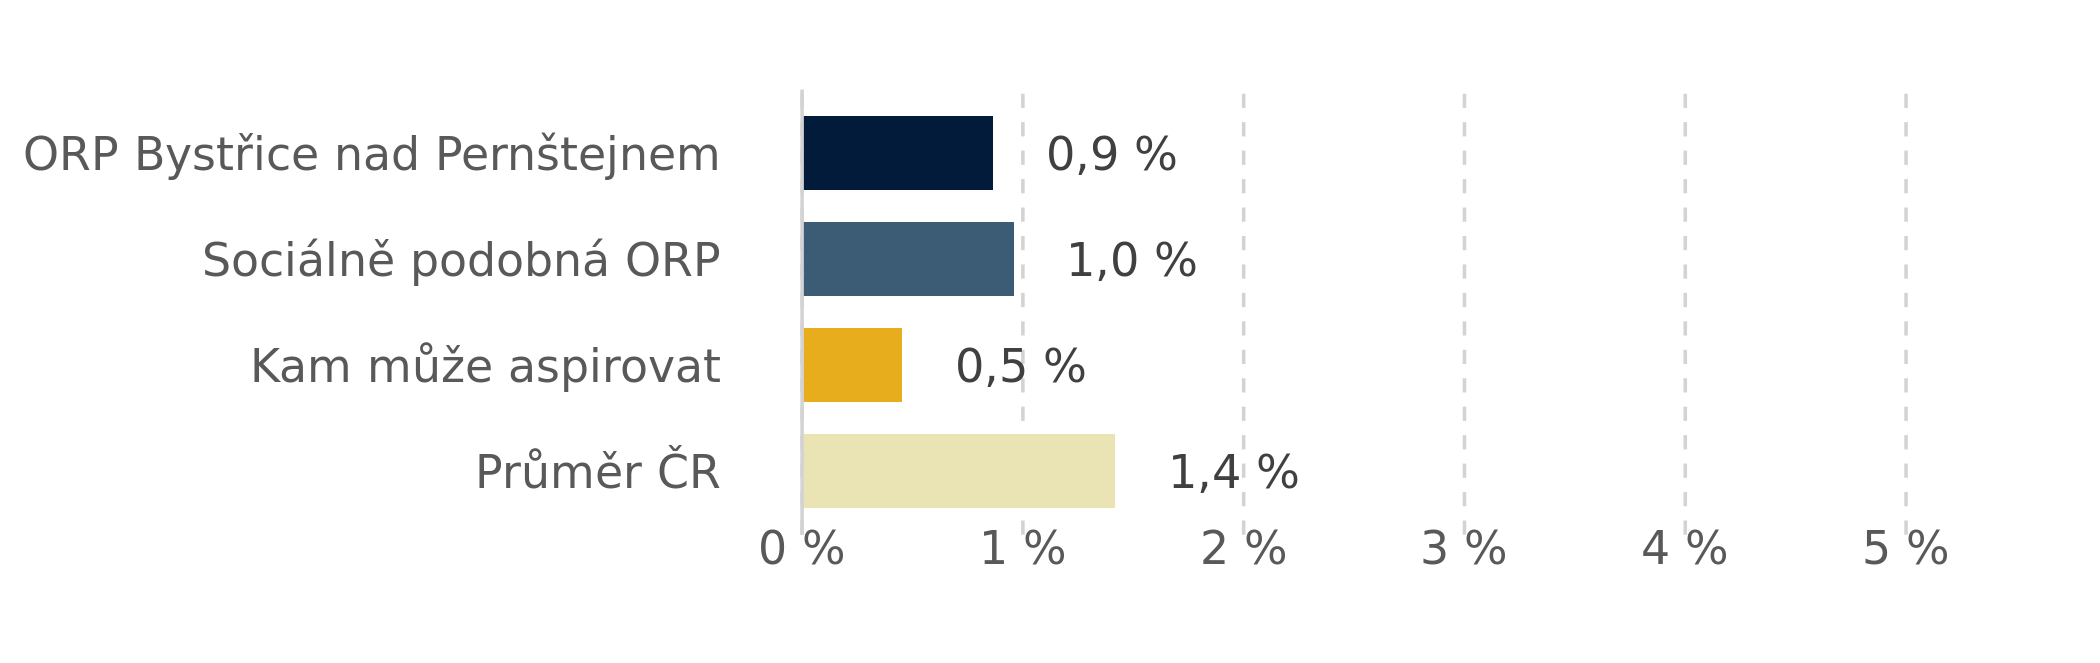 ORP Bystřice nad Pernštejnem 0,9 %
Sociálně podobná ORP 1,0 %
Kam může aspirovat 0,5 %
Průměr ČR 1,4 %
0 % 1 % 2 % 3 % 4 % 5 %